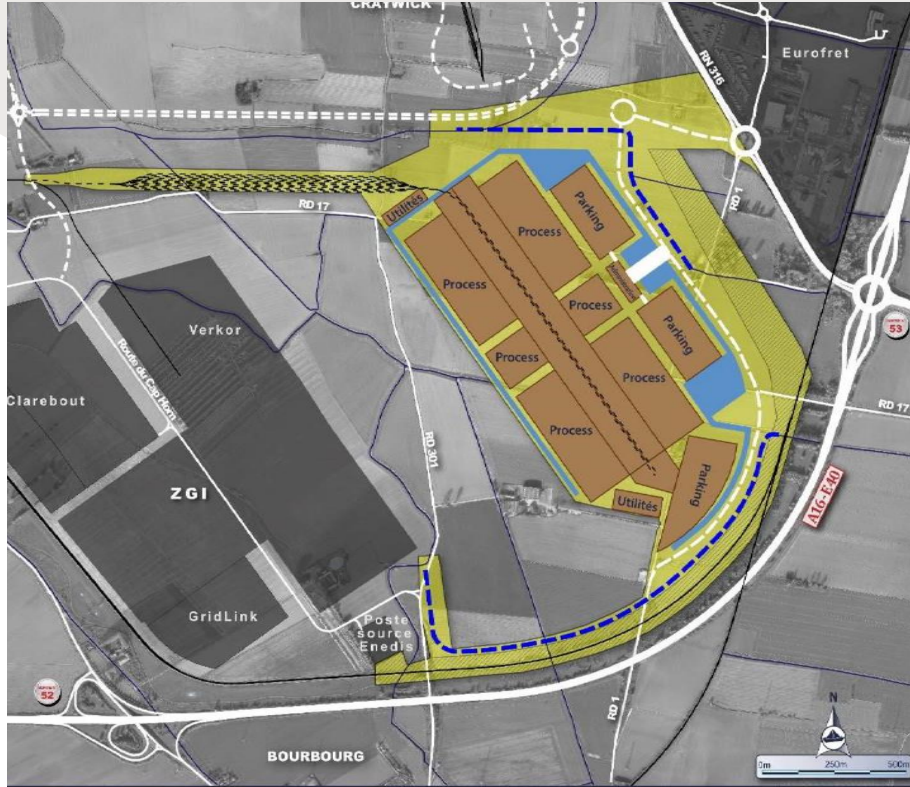 CRAYWICK
Eurofret
RN 316
RD 1
RD 17
Utilités
Parking
Process
Process
Process
Process
53
Verkor
Parking
Process
Process
RD 17
Route du Cap Horn
Clarebout
RD 301
Process
Parking
ZGI
Utilités
A16-E40
GridLink
Poste
source
Enedis
52
RD 1
N
BOURBOURG
0m 250m 500m